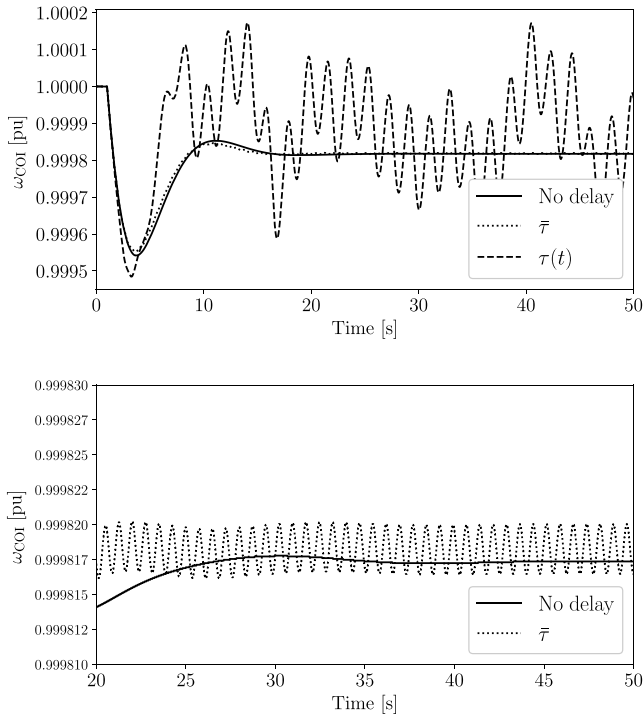 1.0002
1.0001
1.0000
0.9999
0.9998
0.9997
0.9996
0.9995
ω_COI [pu]
No delay
τ̄
τ(t)
0 10 20 30 40 50
Time [s]
0.999830
0.999827
0.999825
0.999822
0.999820
0.999817
0.999815
0.999812
0.999810
ω_COI [pu]
No delay
τ̄
20 25 30 35 40 45 50
Time [s]